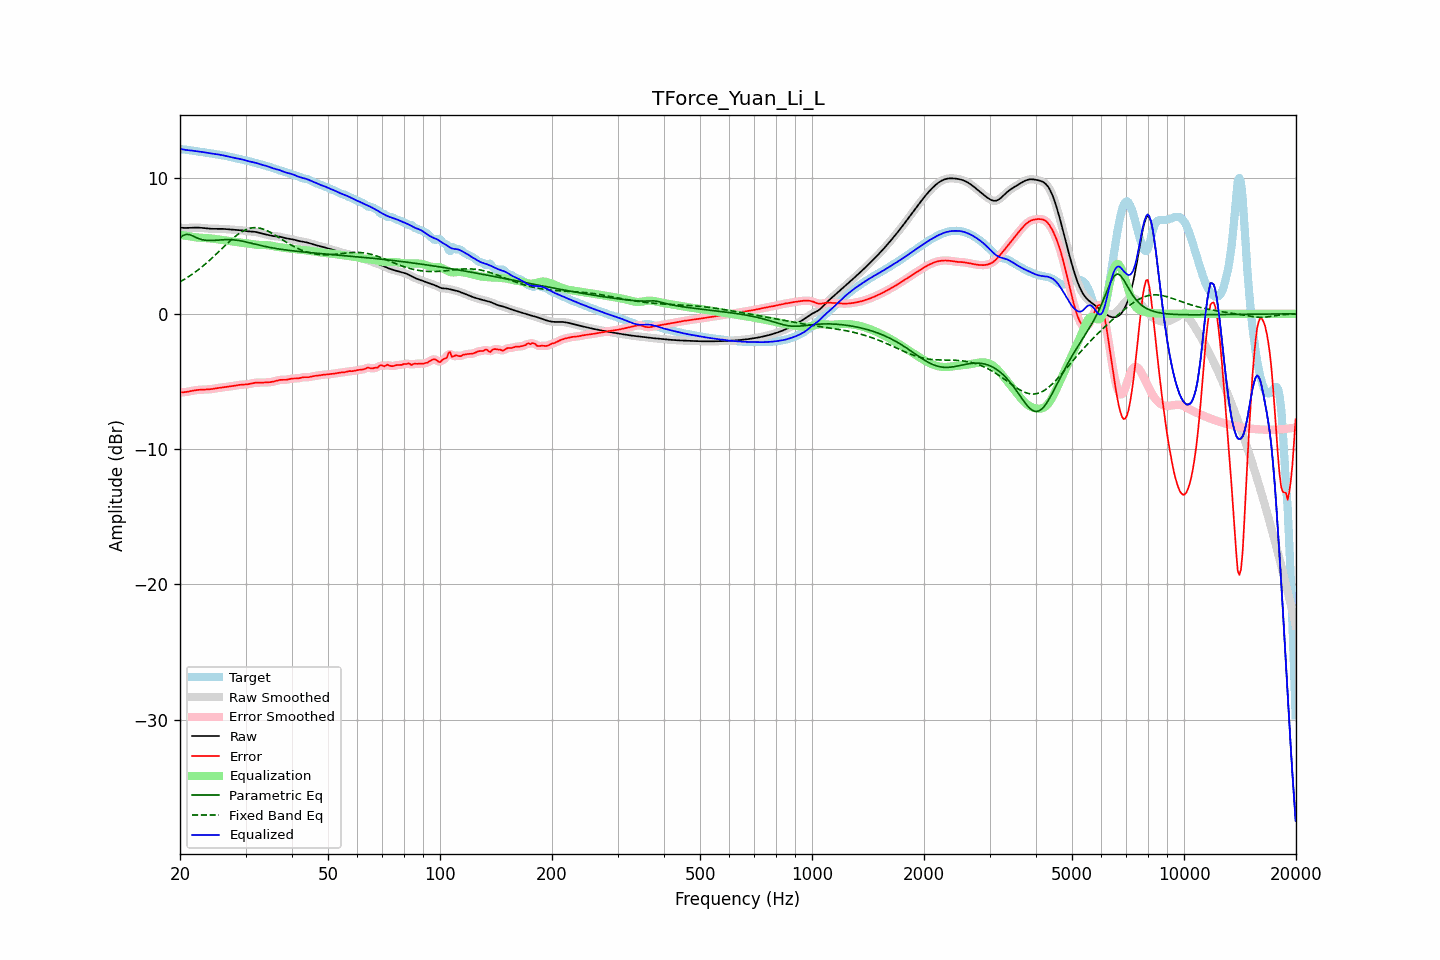 TForce_Yuan_Li_L
10
0
−10
−20
−30
Amplitude (dBr)
Target
Raw Smoothed
Error Smoothed
Raw
Error
Equalization
Parametric Eq
Fixed Band Eq
Equalized
20 50 100 200 500 1000 2000 5000 10000 20000
Frequency (Hz)